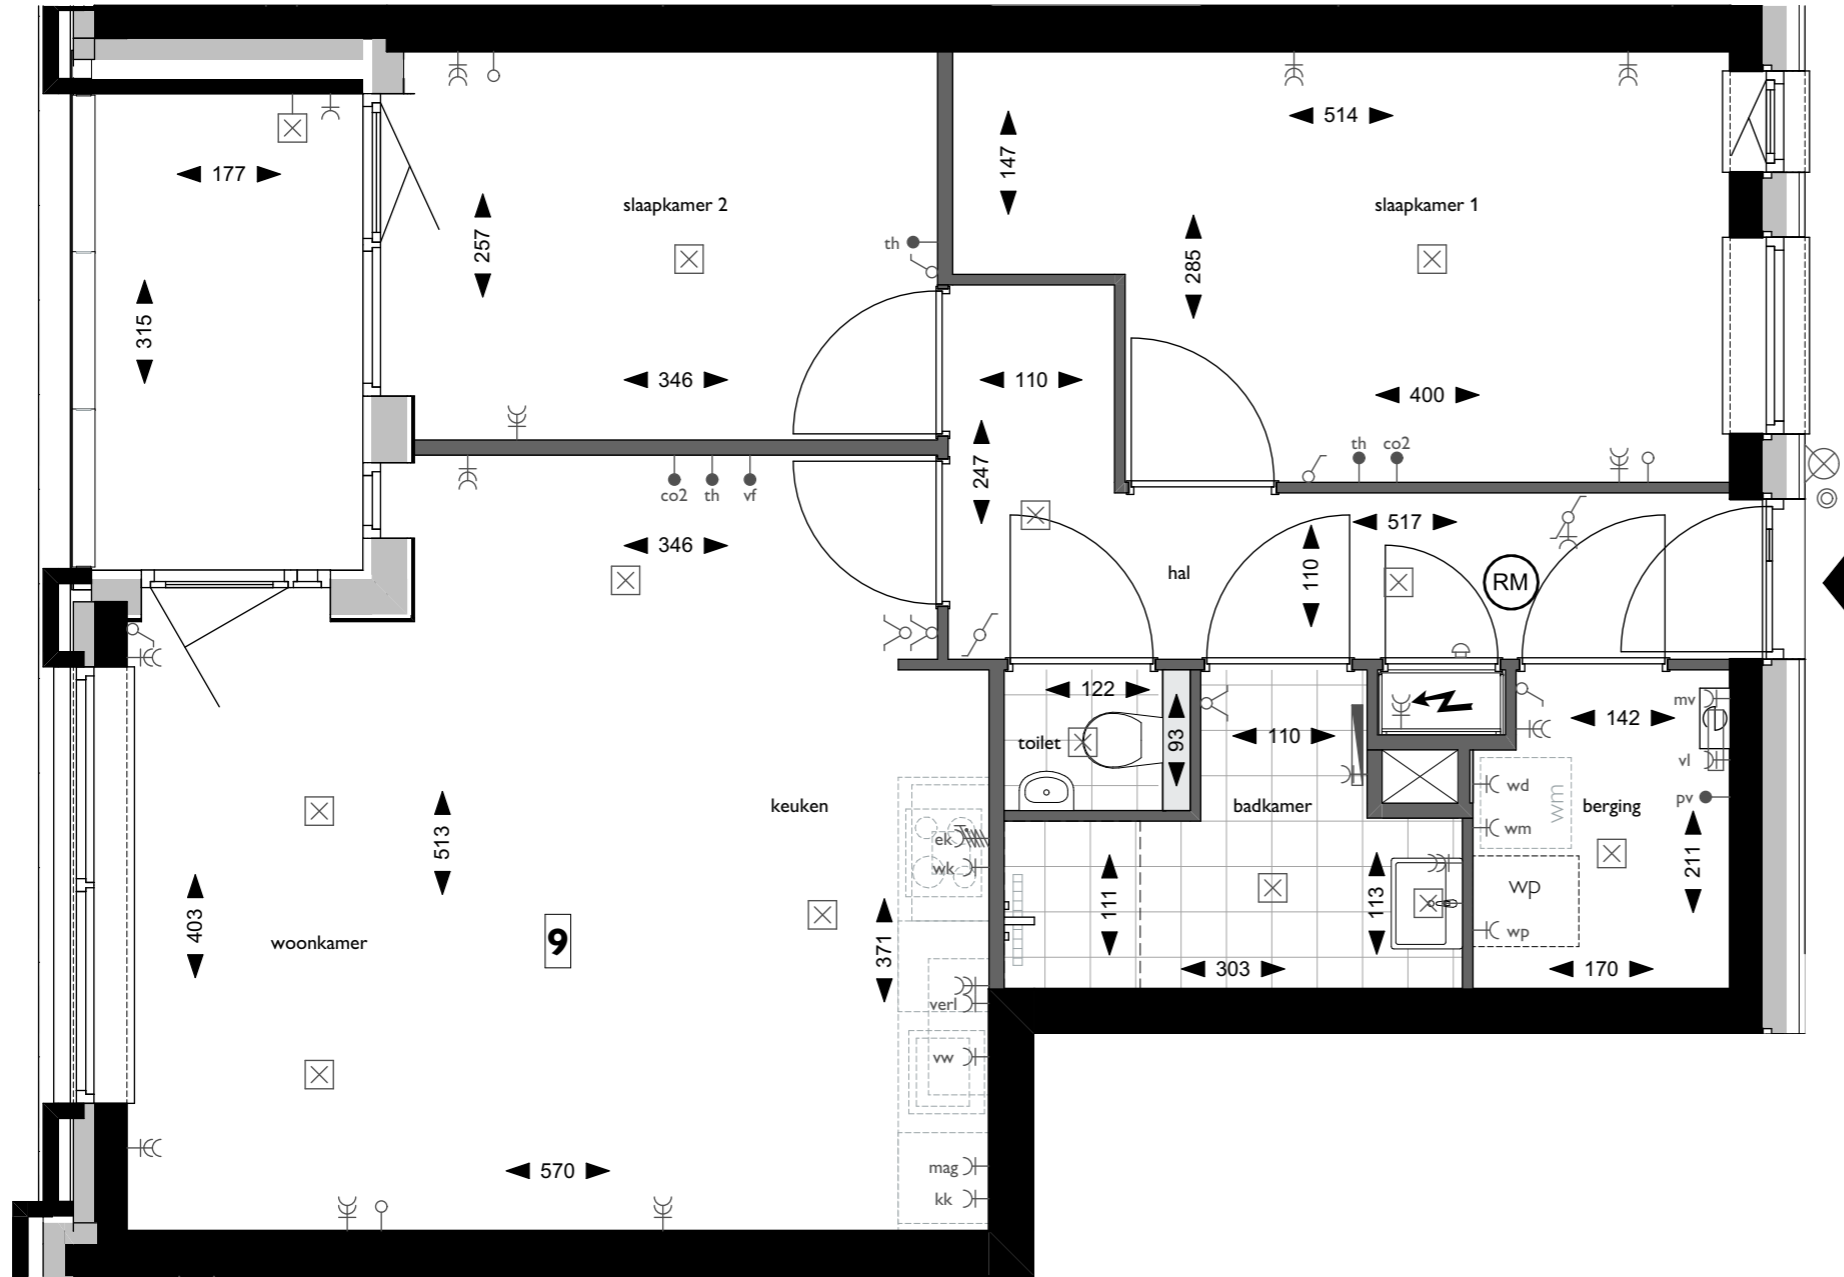 514
147
177
slaapkamer 2
slaapkamer 1
257
th
285
315
346
110
400
th
co2
247
co2
th
vf
517
346
hal
110
RM
122
93
toilet
110
142
mv
vl
wd
wm
pv
keuken
badkamer
berging
ek
wk
wm
513
403
371
111
113
211
wp
wp
woonkamer
9
303
170
verl
vw
mag
kk
570